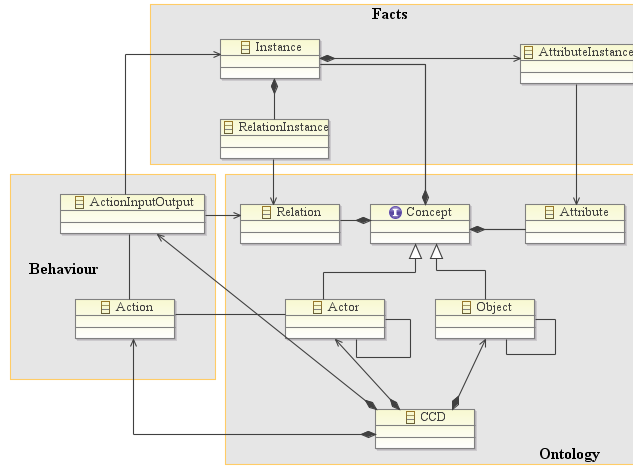 Facts
Instance
AttributeInstance
RelationInstance
ActionInputOutput
Relation
I Concept
Attribute
Behaviour
Action
Actor
Object
CCD
Ontology